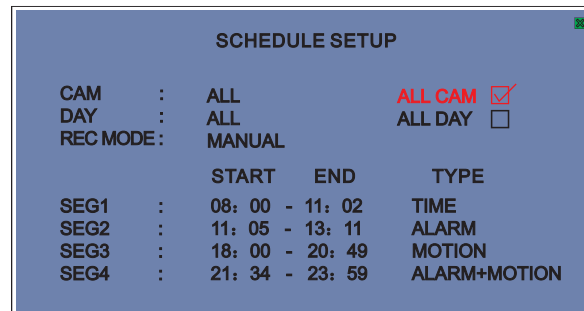 SCHEDULE SETUP
CAM : ALL ALL CAM
DAY : ALL ALL DAY
REC MODE : MANUAL
START END TYPE
SEG1 : 08: 00 - 11: 02 TIME
SEG2 : 11: 05 - 13: 11 ALARM
SEG3 : 18: 00 - 20: 49 MOTION
SEG4 : 21: 34 - 23: 59 ALARM+MOTION